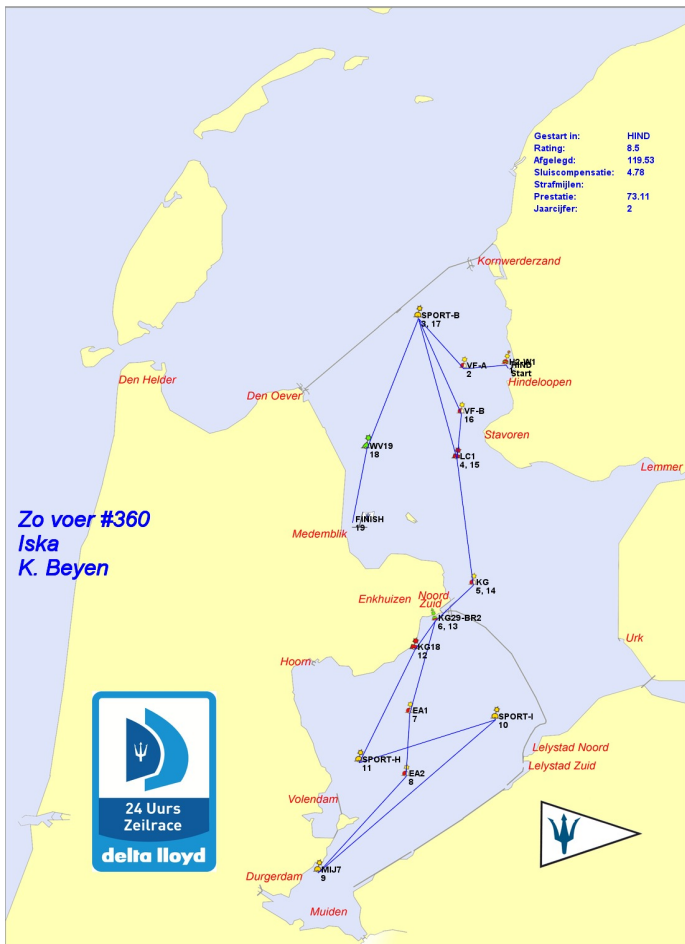 Gestart in: HIND
Rating: 8.5
Afgelegd: 119.53
Sluiscompensatie: 4.78
Strafmijlen:
Prestatie: 73.11
Jaarcijfer: 2
Kornwerderzand
SPORT-B
3, 17
VF-A
2
H2-W1
HIND
Start
Hindeloopen
Den Helder
Den Oever
VF-B
16
Stavoren
WV19
18
LC1
4, 15
Lemmer
Zo voer #360
Iska
K. Beyen
FINISH
19
Medemblik
KG
5, 14
Enkhuizen
Noord
Zuid
KG29-BR2
6, 13
KG18
12
Urk
Hoorn
EA1
7
SPORT-I
10
Lelystad Noord
Lelystad Zuid
SPORT-H
11
EA2
8
Volendam
24 Uurs
Zeilrace
delta lloyd
MIJ7
9
Durgerdam
Muiden